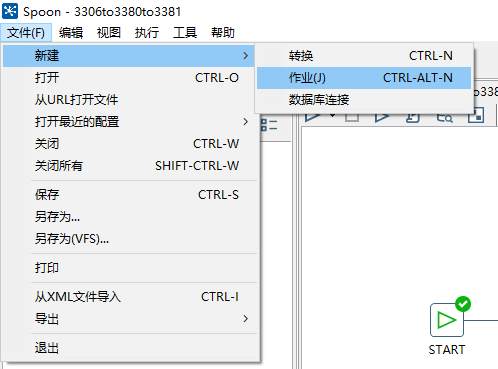 Spoon - 3306to3380to3381
文件(F) 编辑 视图 执行 工具 帮助
新建
转换 CTRL-N
打开 CTRL-O
作业(J) CTRL-ALT-N
从URL打开文件
数据库连接
打开最近的配置
关闭 CTRL-W
关闭所有 SHIFT-CTRL-W
保存 CTRL-S
另存为...
另存为(VFS)...
打印
从XML文件导入 CTRL-I
导出
退出
START